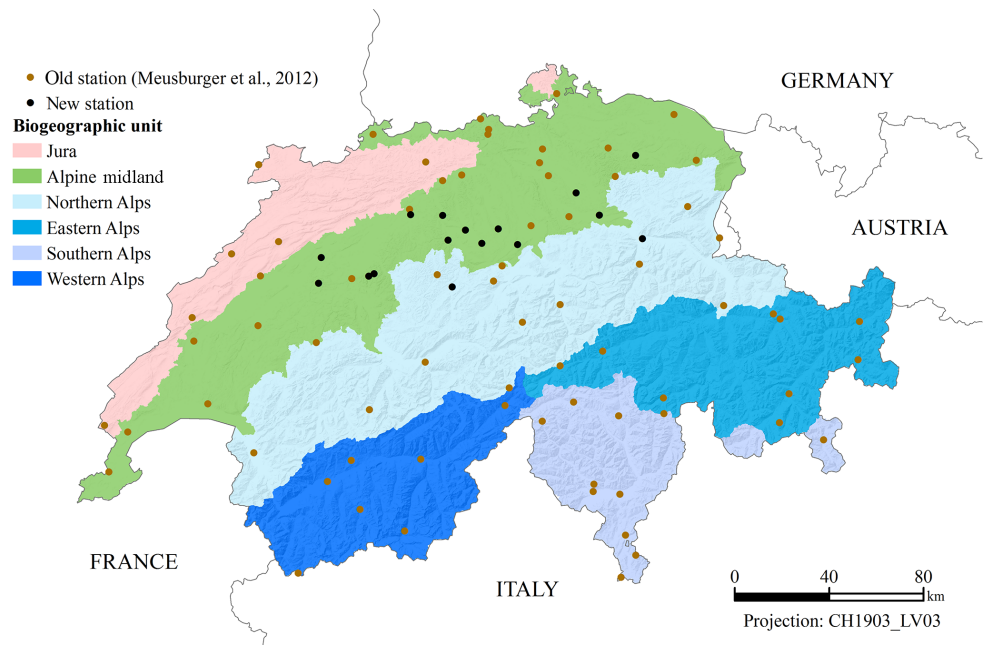 GERMANY
Old station (Meusburger et al., 2012)
New station
Biogeographic unit
Jura
Alpine midland
Northern Alps
Eastern Alps
Southern Alps
Western Alps
AUSTRIA
FRANCE
ITALY
0 40 80
km
Projection: CH1903_LV03